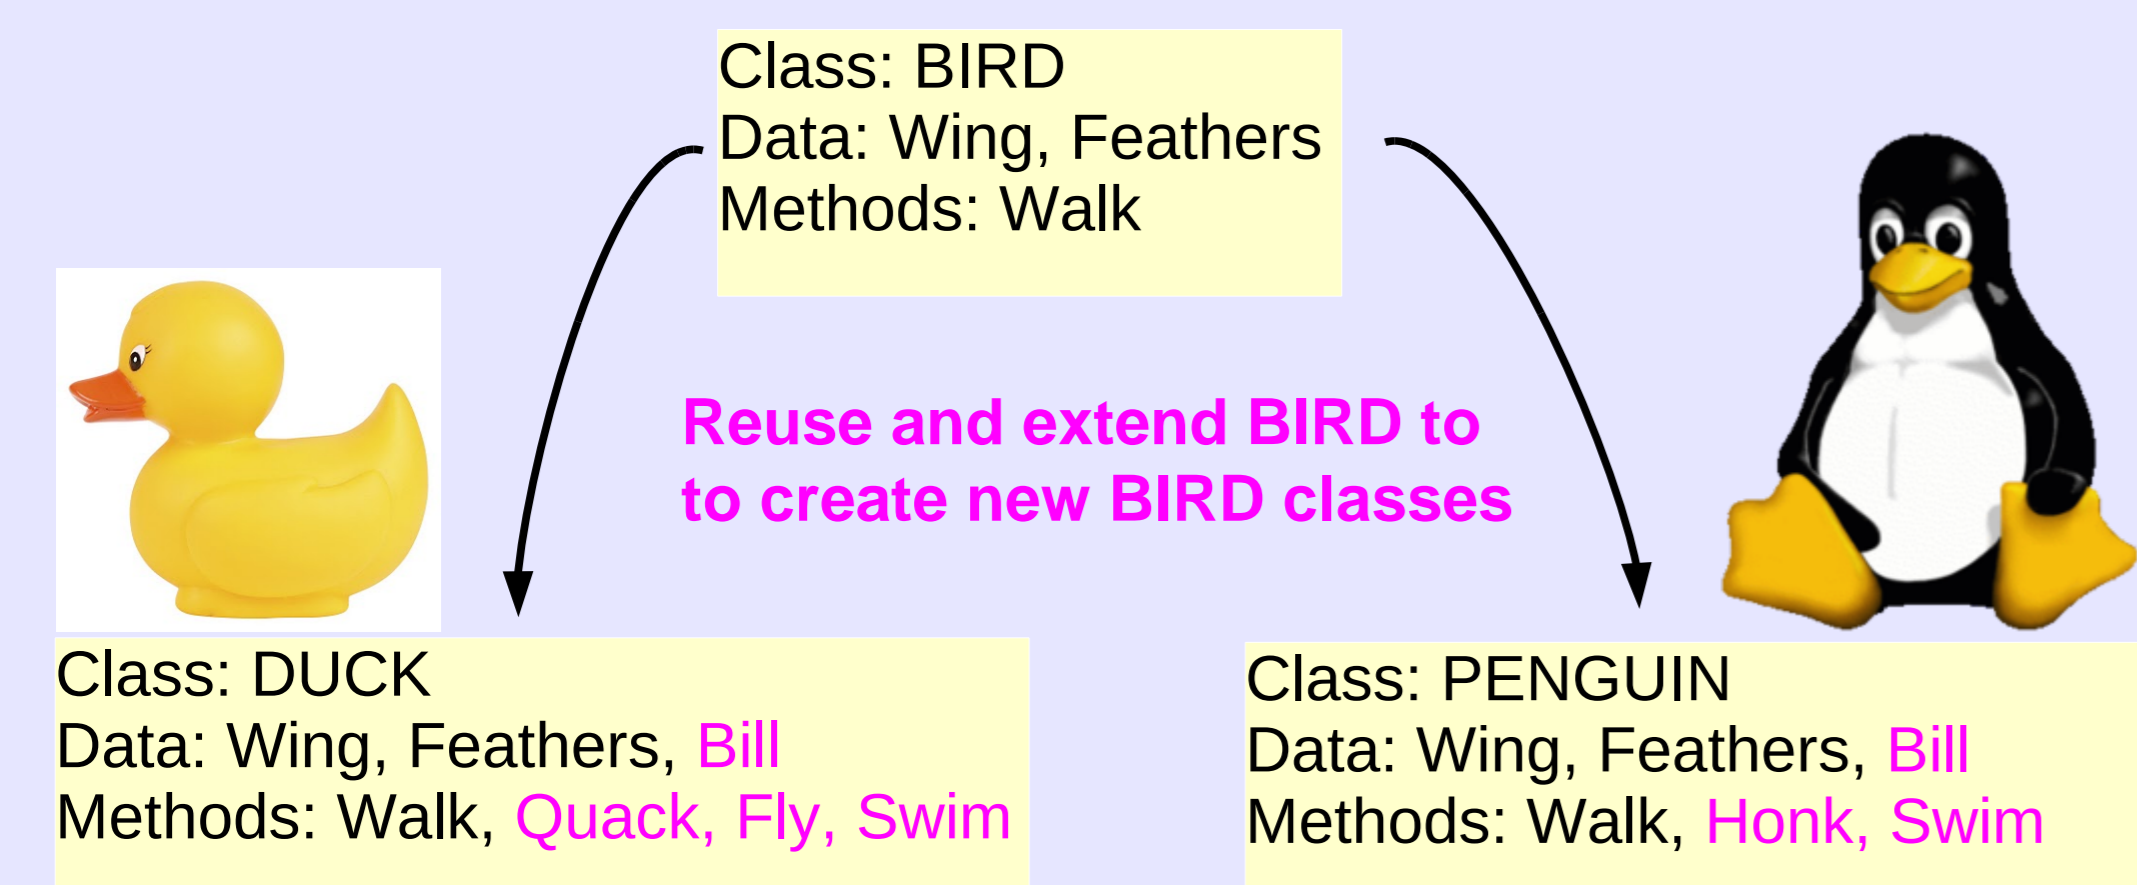 Class: BIRD
Data: Wing, Feathers
Methods: Walk
Reuse and extend BIRD to
to create new BIRD classes
Class: DUCK
Data: Wing, Feathers, Bill
Methods: Walk, Quack, Fly, Swim
Class: PENGUIN
Data: Wing, Feathers, Bill
Methods: Walk, Honk, Swim